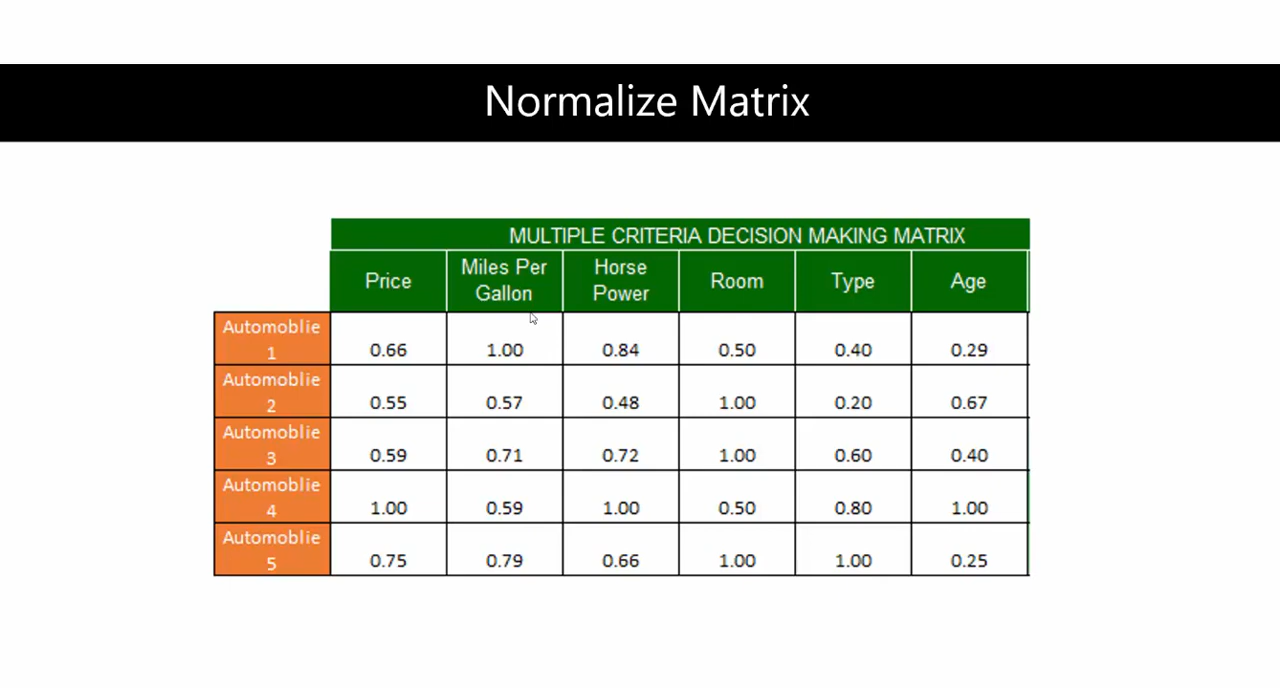 Normalize Matrix
MULTIPLE CRITERIA DECISION MAKING MATRIX
Price Miles Per Gallon Horse Power Room Type Age
Automoblie 1 0.66 1.00 0.84 0.50 0.40 0.29
Automoblie 2 0.55 0.57 0.48 1.00 0.20 0.67
Automoblie 3 0.59 0.71 0.72 1.00 0.60 0.40
Automoblie 4 1.00 0.59 1.00 0.50 0.80 1.00
Automoblie 5 0.75 0.79 0.66 1.00 1.00 0.25